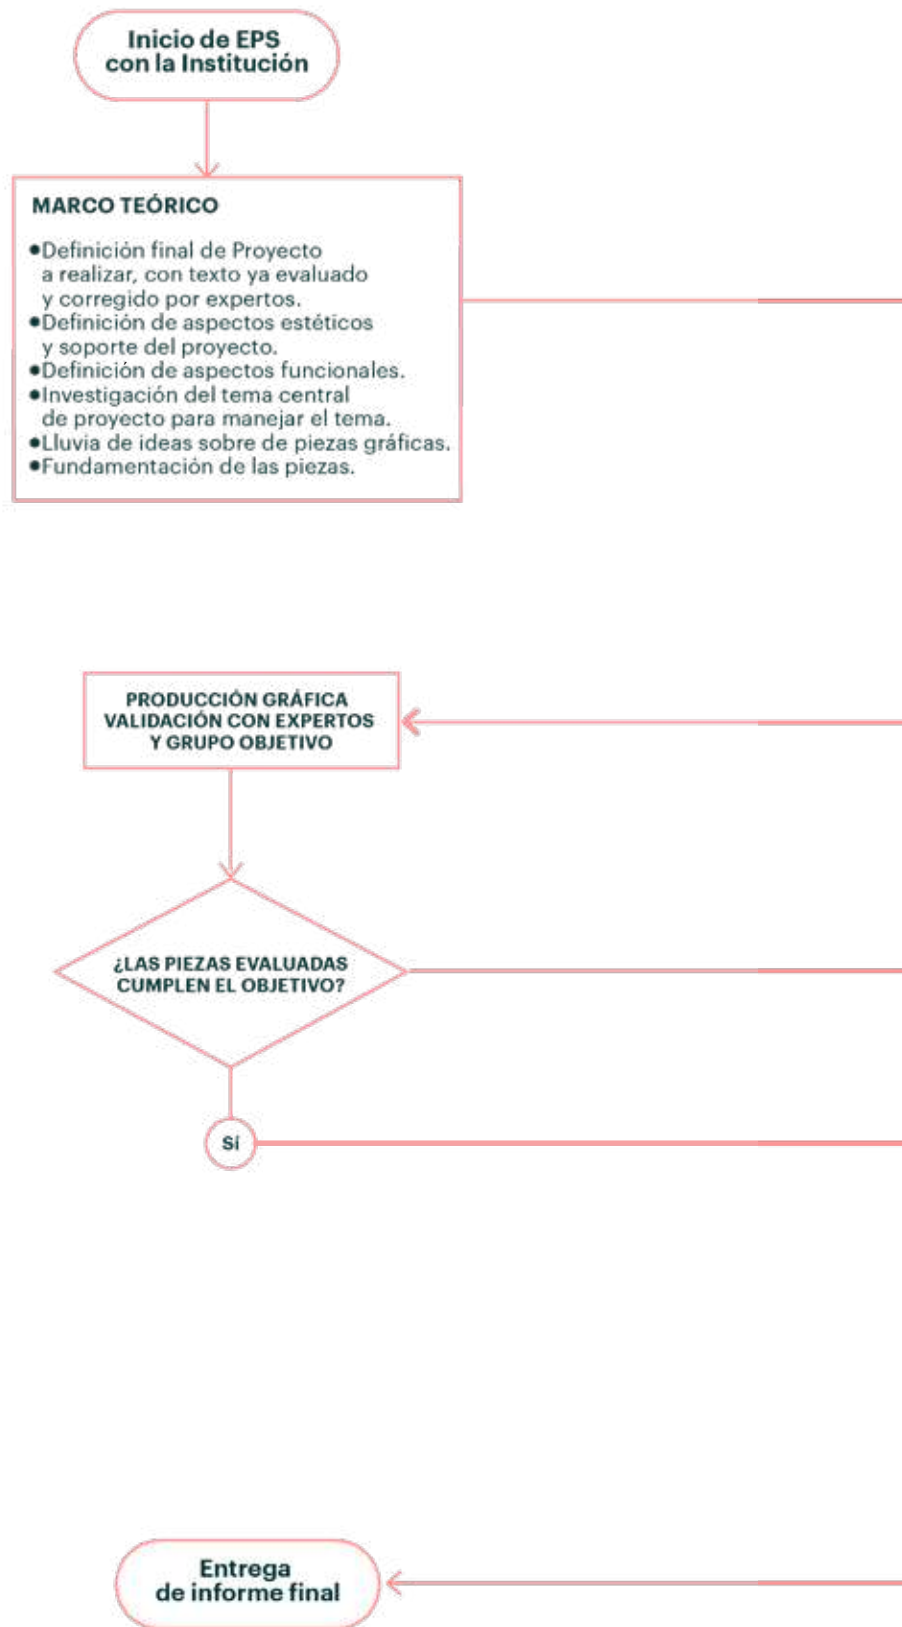 Inicio de EPS
con la Institución
MARCO TEÓRICO
•Definición final de Proyecto
a realizar, con texto ya evaluado
y corregido por expertos.
•Definición de aspectos estéticos
y soporte del proyecto.
•Definición de aspectos funcionales.
•Investigación del tema central
de proyecto para manejar el tema.
•Lluvia de ideas sobre de piezas gráficas.
•Fundamentación de las piezas.
PRODUCCIÓN GRÁFICA
VALIDACIÓN CON EXPERTOS
Y GRUPO OBJETIVO
¿LAS PIEZAS EVALUADAS
CUMPLEN EL OBJETIVO?
Sí
Entrega
de informe final